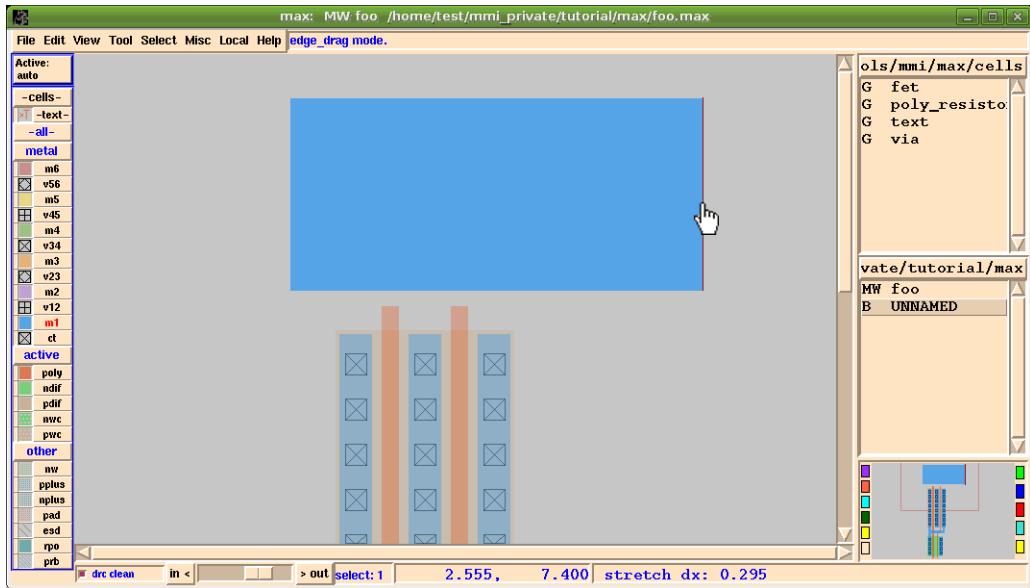 max: MW foo /home/test/mmi_private/tutorial/max/foo.max
File Edit View Tool Select Misc Local Help edge_drag mode.
Active:
auto
-cells-
-text-
-all-
metal
m6
v56
m5
v45
m4
v34
m3
v23
m2
v12
m1
ct
active
poly
ndif
pdif
nwc
pwc
other
nw
pplus
nplus
pad
esd
rpo
prb
ols/mmi/max/cells
G fet
G poly_resisto
G text
G via
vate/tutorial/max
MW foo
B UNNAMED
drc clean in < > out select: 1 2.555, 7.400 stretch dx: 0.295